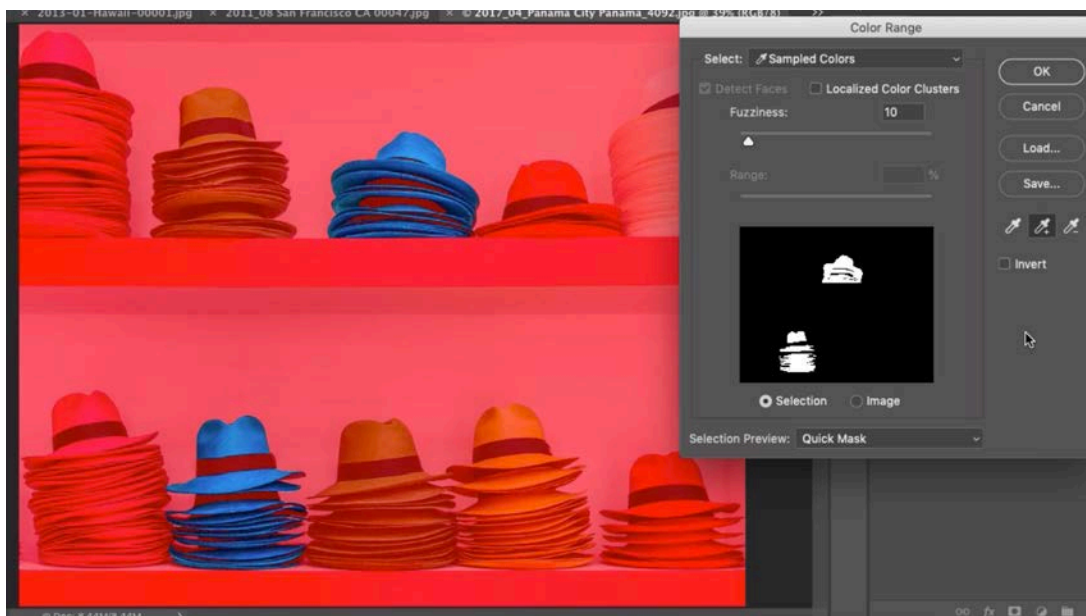 × 2013-01-Hawaii-00001.jpg × 2011_08 San Francisco CA 00047.jpg × © 2017_04_Panama City Panama_4092.jpg @ 39% (RGB/8) >>
Color Range
Select: Sampled Colors
Detect Faces Localized Color Clusters
Fuzziness: 10
Range: %
Selection Image
Selection Preview: Quick Mask
OK
Cancel
Load...
Save...
Invert
fx